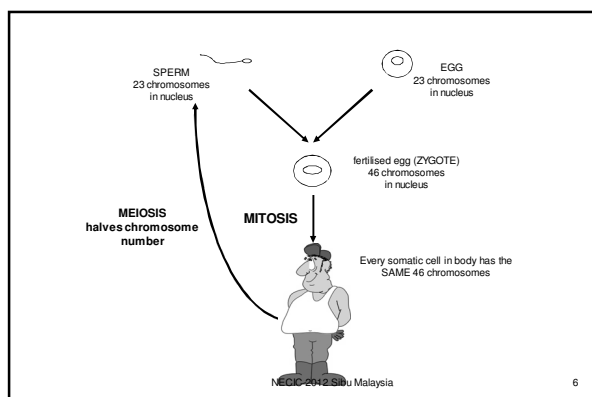 SPERM
23 chromosomes
in nucleus
EGG
23 chromosomes
in nucleus
fertilised egg (ZYGOTE)
46 chromosomes
in nucleus
MEIOSIS
halves chromosome
number
MITOSIS
Every somatic cell in body has the
SAME 46 chromosomes
NECIC 2012 Sibu Malaysia
6